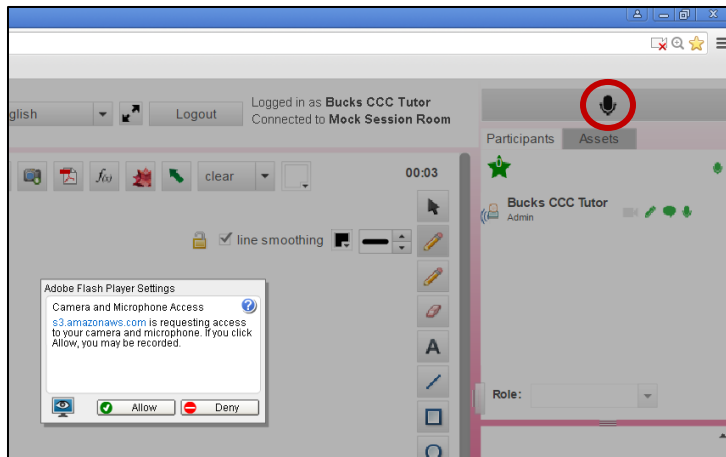 glish
Logout
Logged in as Bucks CCC Tutor
Connected to Mock Session Room
Participants
Assets
f(x)
clear
00:03
1
Bucks CCC Tutor
Admin
line smoothing
Adobe Flash Player Settings
Camera and Microphone Access
?
s3.amazonaws.com is requesting access
to your camera and microphone. If you click
Allow, you may be recorded.
A
Allow
Deny
Role: